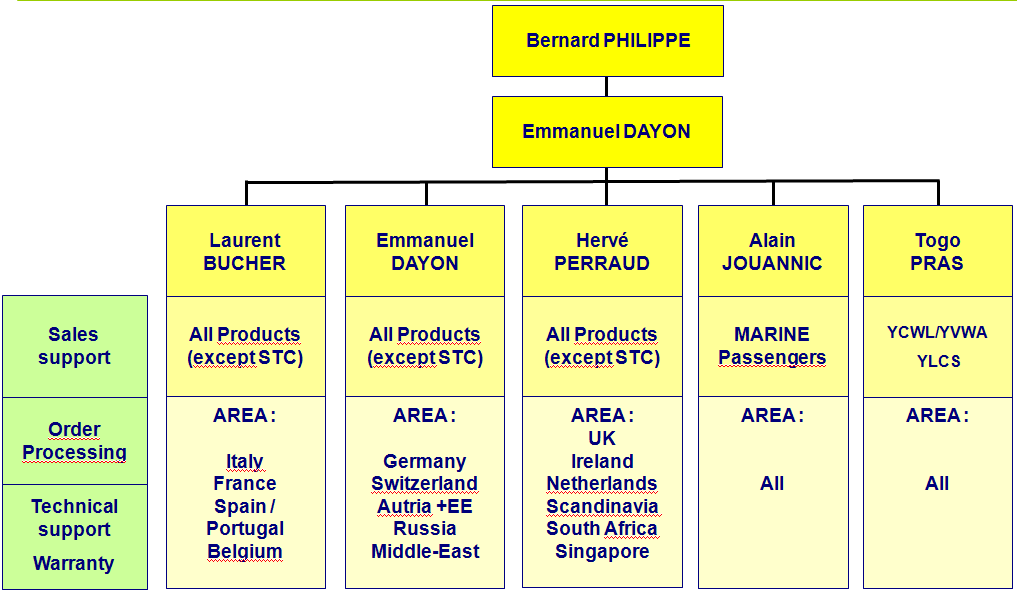 Bernard PHILIPPE
Emmanuel DAYON
Laurent
BUCHER
Emmanuel
DAYON
Hervé
PERRAUD
Alain
JOUANNIC
Togo
PRAS
Sales
support
All Products
(except STC)
All Products
(except STC)
All Products
(except STC)
MARINE
Passengers
YCWL/YVWA
YLCS
Order
Processing
Technical
support
Warranty
AREA :
Italy
France
Spain /
Portugal
Belgium
AREA :
Germany
Switzerland
Autria +EE
Russia
Middle-East
AREA :
UK
Ireland
Netherlands
Scandinavia
South Africa
Singapore
AREA :
All
AREA :
All